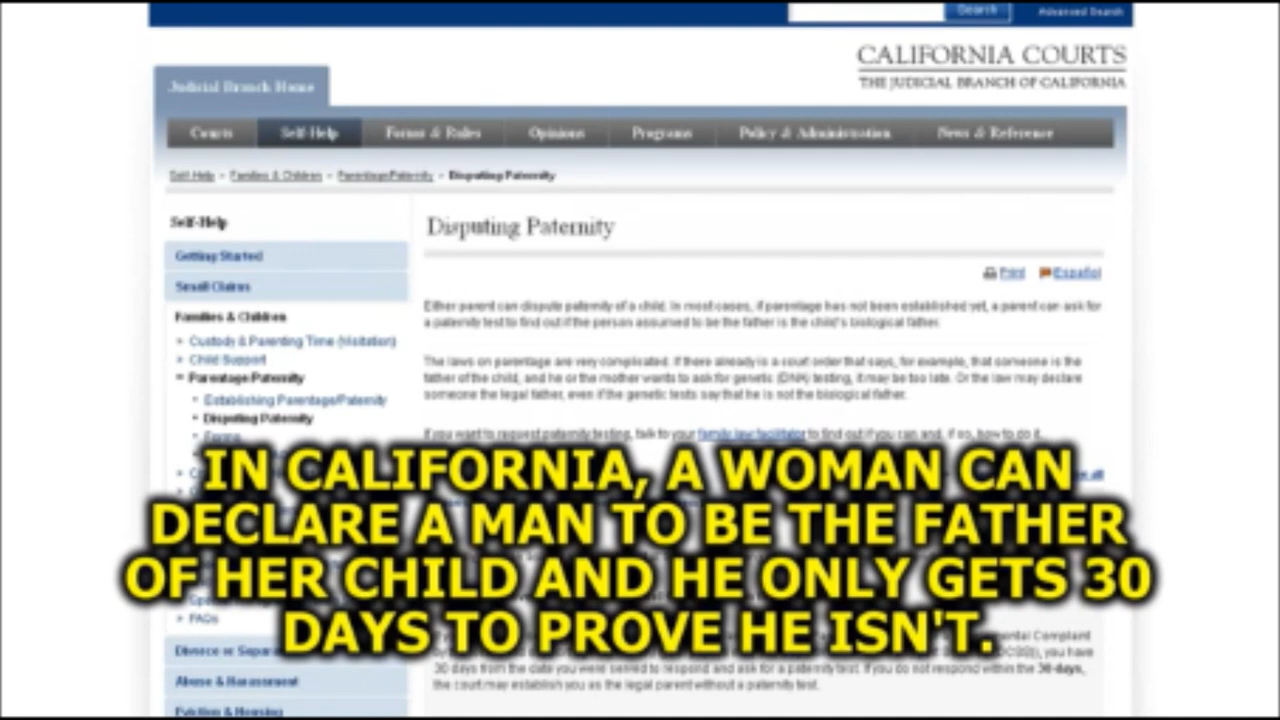 Search
Advanced Search
CALIFORNIA COURTS
THE JUDICIAL BRANCH OF CALIFORNIA
Judicial Branch Home
Courts Self-Help Forms & Rules Opinions Programs Policy & Administration News & Reference
Self-Help > Families & Children > Parentage/Paternity > Disputing Paternity
Self-Help
Getting Started
Small Claims
Families & Children
Custody & Parenting Time (Visitation)
Child Support
Parentage/Paternity
Establishing Parentage/Paternity
Disputing Paternity
Forms
FAQs
Abuse & Harassment
Eviction & Housing
Disputing Paternity
Print Español
Either parent can dispute paternity of a child. In most cases, if parentage has not been established yet, a parent can ask for
a paternity test to find out if the person assumed to be the father is the child's biological father.
The laws on parentage are very complicated. If there already is a court order that says, for example, that someone is the
father of the child, and he or the mother wants to ask for genetic (DNA) testing, it may be too late. Or the law may declare
someone the legal father, even if the genetic tests say that he is not the biological father.
If you want to request paternity testing, talk to your family law facilitator to find out if you can and, if so, how to do it.
IN CALIFORNIA, A WOMAN CAN
DECLARE A MAN TO BE THE FATHER
OF HER CHILD AND HE ONLY GETS 30
DAYS TO PROVE HE ISN'T.
Complaint
you have
30 days from the date you were served to respond and ask for a paternity test. If you do not respond within the 30-days,
the court may establish you as the legal parent without a paternity test.